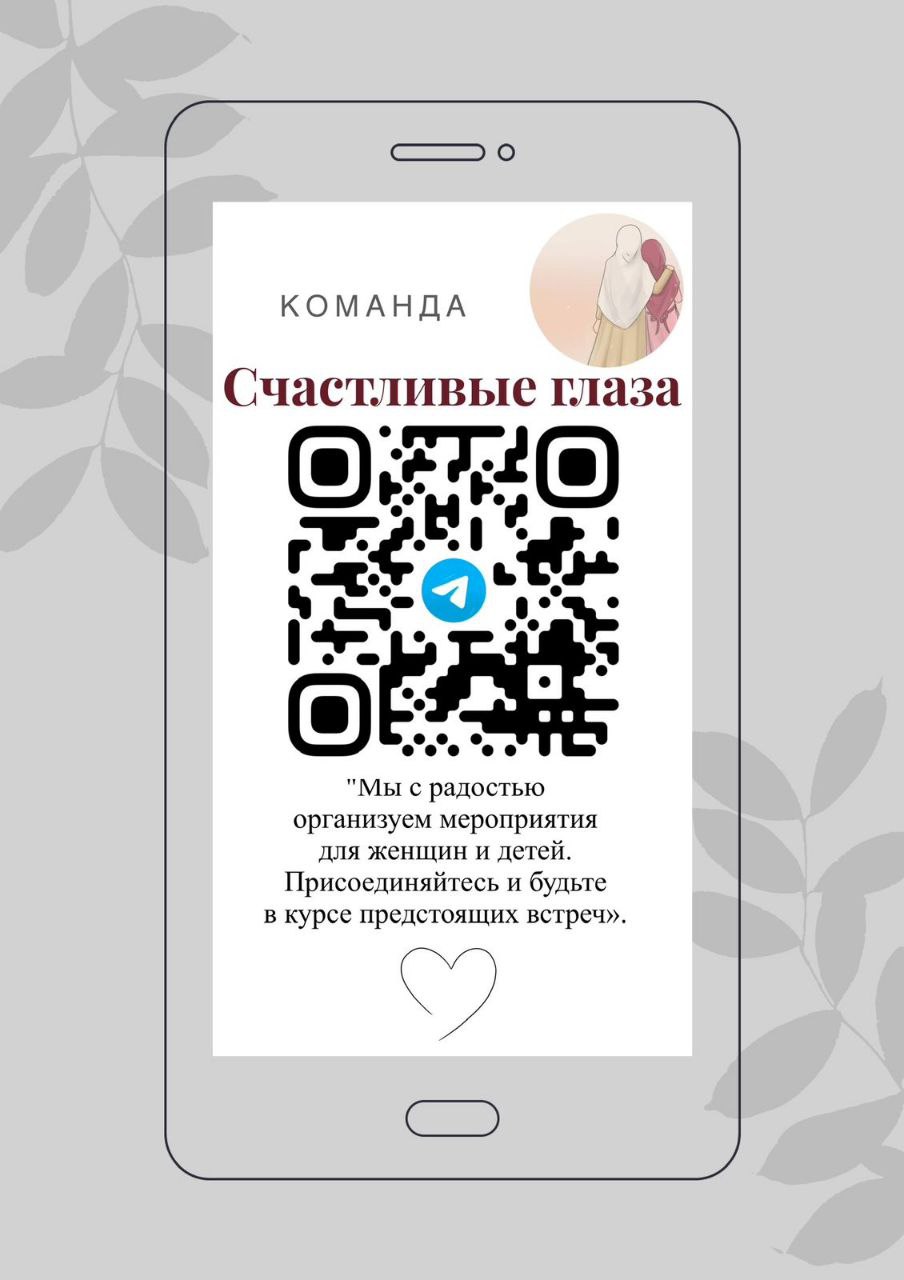 КОМАНДА
Счастливые глаза
"Мы с радостью
организуем мероприятия
для женщин и детей.
Присоединяйтесь и будьте
в курсе предстоящих встреч».